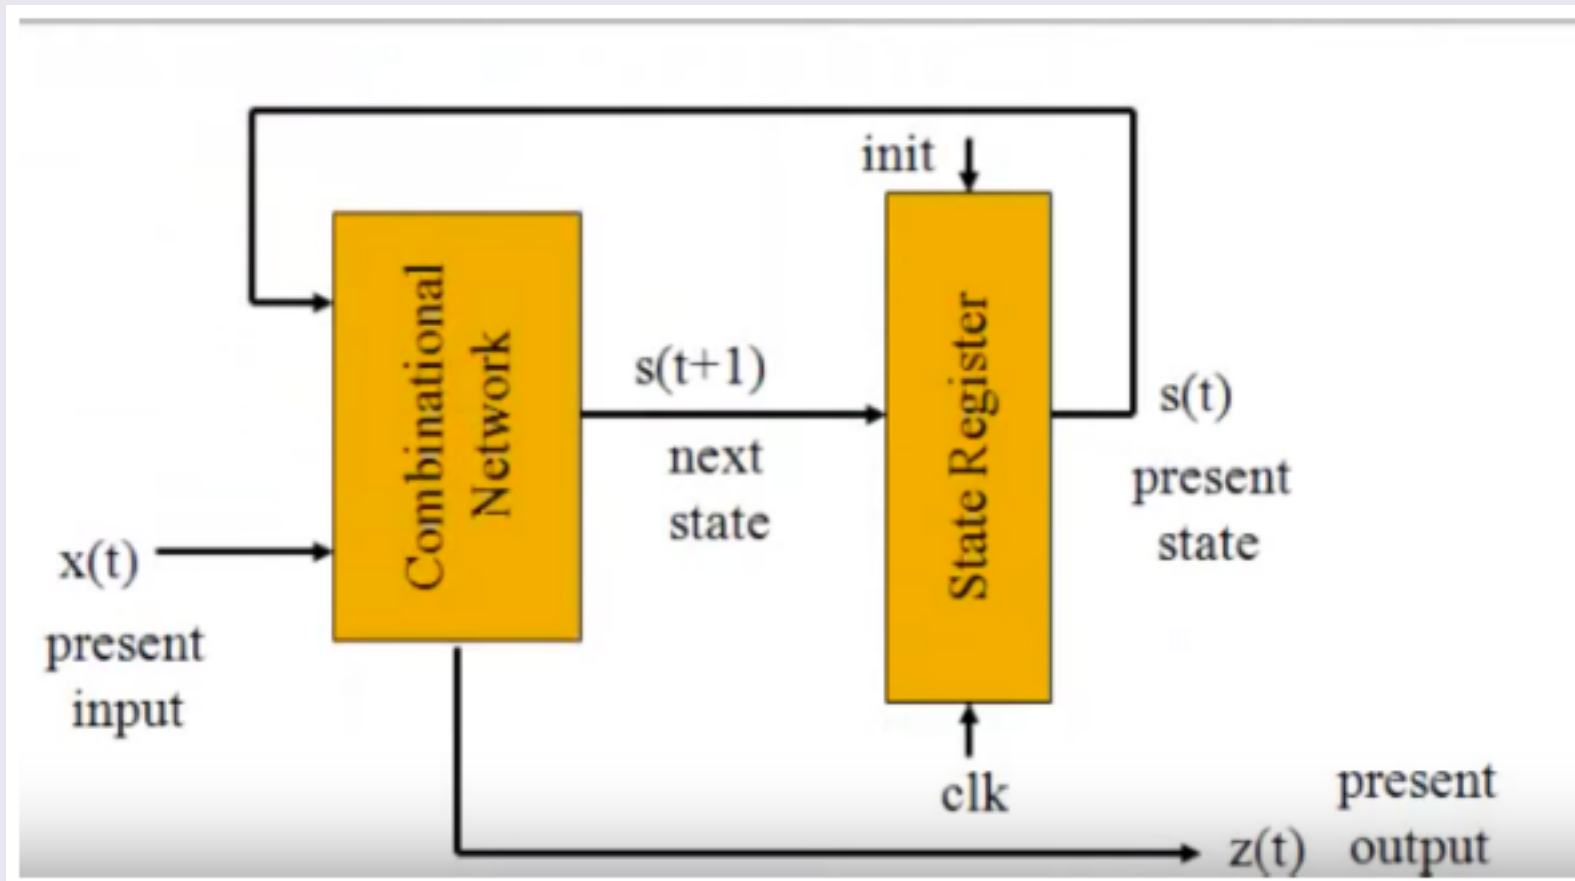 init
Combinational
Network
s(t+1)
next
state
State Register
s(t)
present
state
x(t)
present
input
clk
present
z(t) output